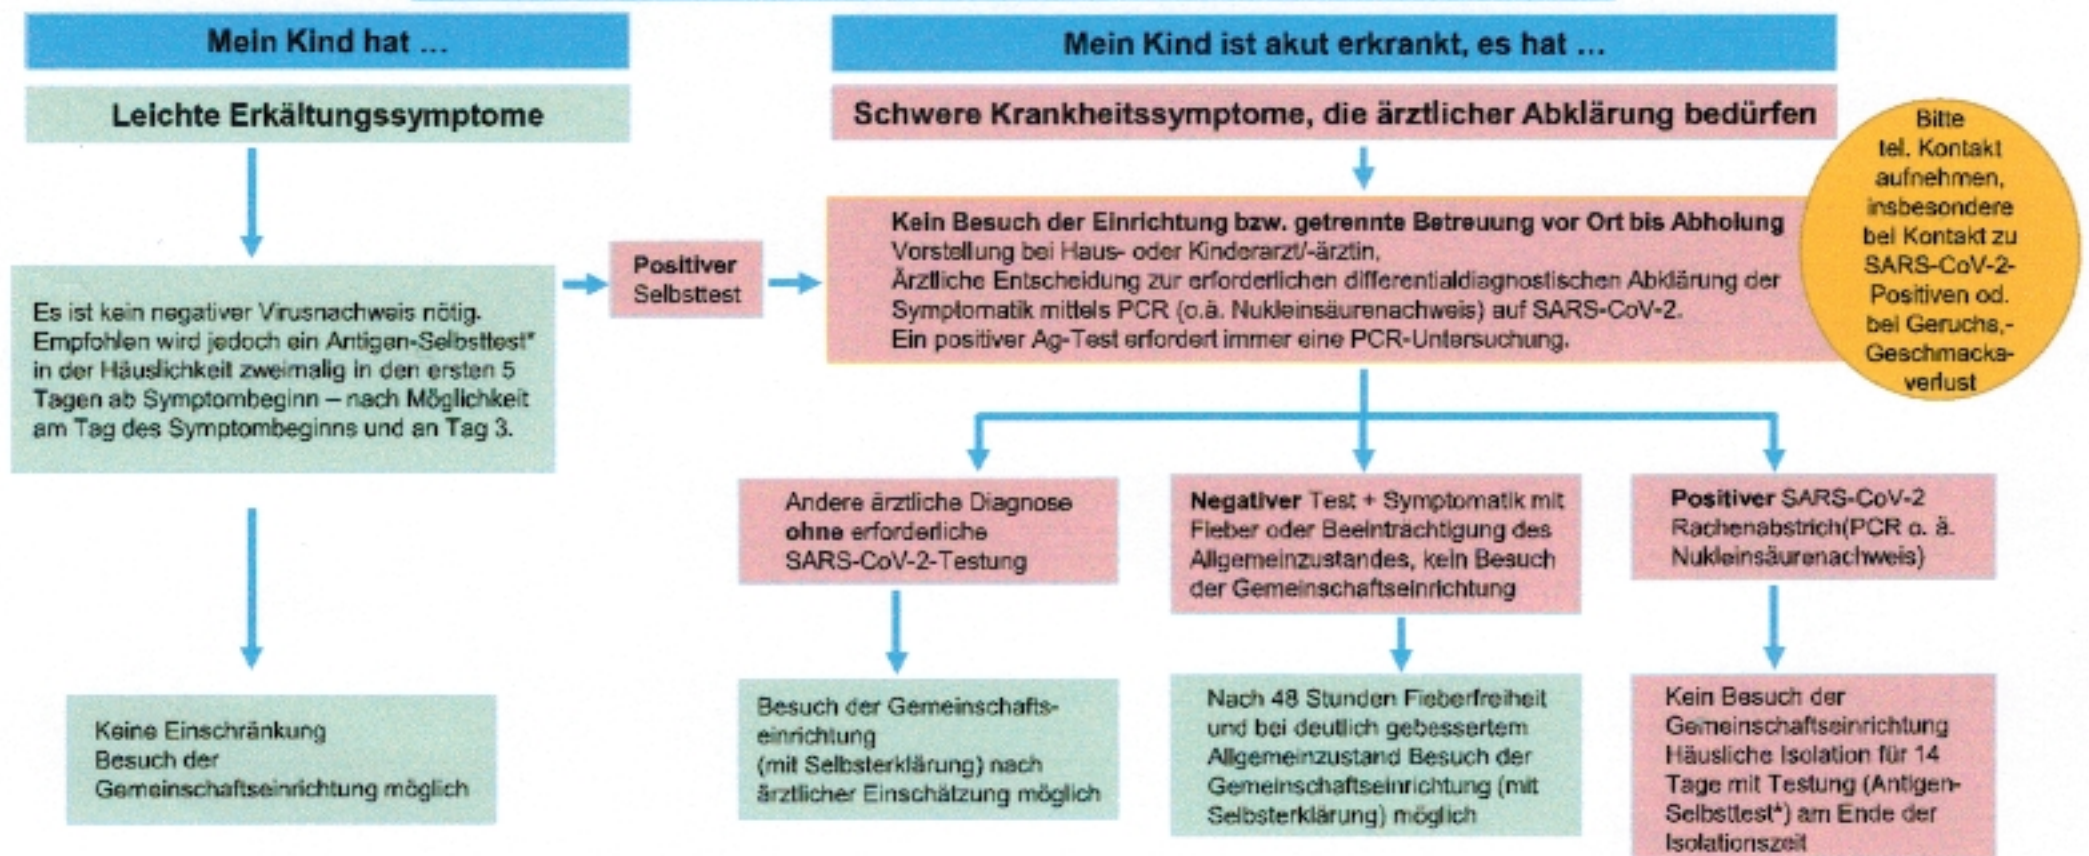 Mein Kind hat ...
Leichte Erkältungssymptome
Es ist kein negativer Virusnachweis nötig.
Empfohlen wird jedoch ein Antigen-Selbsttest*
in der Häuslichkeit zweimalig in den ersten 5
Tagen ab Symptombeginn – nach Möglichkeit
am Tag des Symptombeginns und an Tag 3.
Keine Einschränkung
Besuch der
Gemeinschaftseinrichtung möglich
Positiver
Selbsttest
Mein Kind ist akut erkrankt, es hat ...
Schwere Krankheitssymptome, die ärztlicher Abklärung bedürfen
Kein Besuch der Einrichtung bzw. getrennte Betreuung vor Ort bis Abholung
Vorstellung bei Haus- oder Kinderarzt/-ärztin,
Ärztliche Entscheidung zur erforderlichen differentialdiagnostischen Abklärung der
Symptomatik mittels PCR (o.ä. Nukleinsäurenachweis) auf SARS-CoV-2.
Ein positiver Ag-Test erfordert immer eine PCR-Untersuchung.
Bitte
tel. Kontakt
aufnehmen,
insbesondere
bei Kontakt zu
SARS-CoV-2-
Positiven od.
bei Geruchs,-
Geschmacks-
verlust
Andere ärztliche Diagnose
ohne erforderliche
SARS-CoV-2-Testung
Besuch der Gemeinschafts-
einrichtung
(mit Selbsterklärung) nach
ärztlicher Einschätzung möglich
Negativer Test + Symptomatik mit
Fieber oder Beeinträchtigung des
Allgemeinzustandes, kein Besuch
der Gemeinschaftseinrichtung
Nach 48 Stunden Fieberfreiheit
und bei deutlich gebessertem
Allgemeinzustand Besuch der
Gemeinschaftseinrichtung (mit
Selbsterklärung) möglich
Positiver SARS-CoV-2
Rachenabstrich(PCR o. ä.
Nukleinsäurenachweis)
Kein Besuch der
Gemeinschaftseinrichtung
Häusliche Isolation für 14
Tage mit Testung (Antigen-
Selbsttest*) am Ende der
Isolationszeit